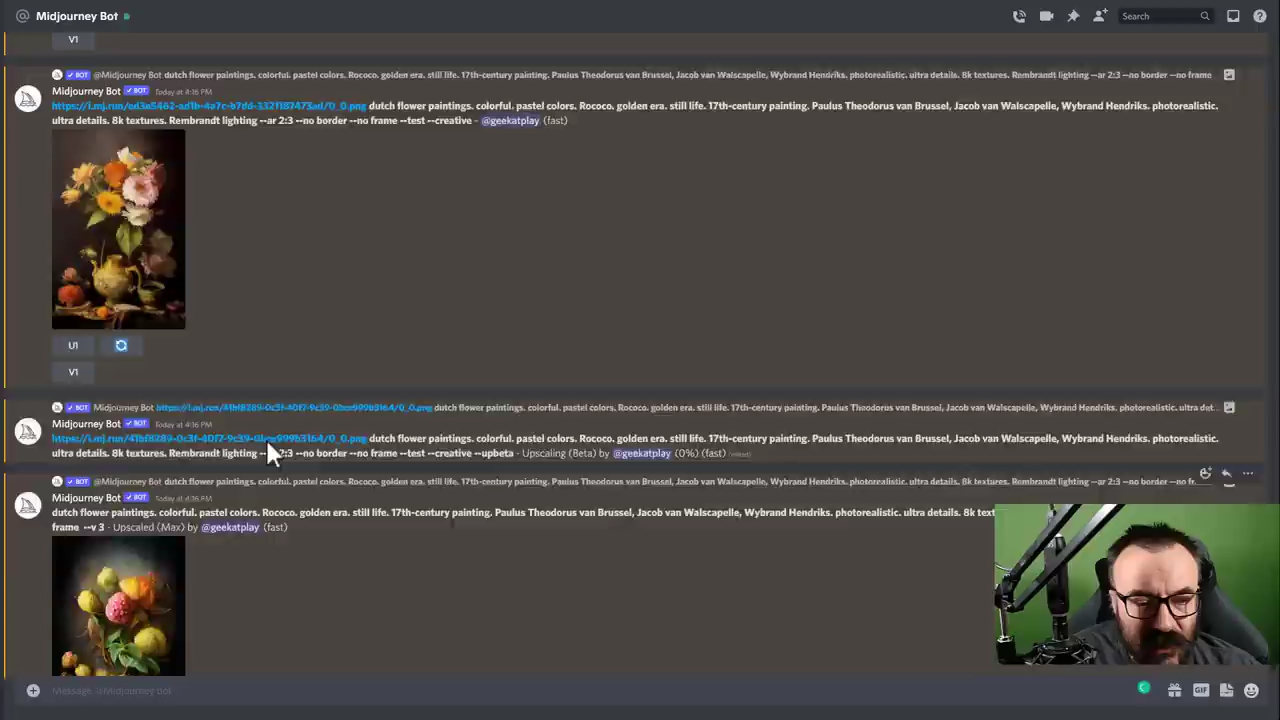 Midjourney Bot
Search
V1
BOT @Midjourney Bot dutch flower paintings. colorful. pastel colors. Rococo. golden era. still life. 17th-century painting. Paulus Theodorus van Brussel, Jacob van Walscapelle, Wybrand Hendriks. photorealistic. ultra details. 8k textures. Rembrandt lighting --ar 2:3 --no border --no frame
Midjourney Bot BOT Today at 4:16 PM
dutch flower paintings. colorful. pastel colors. Rococo. golden era. still life. 17th-century painting. Paulus Theodorus van Brussel, Jacob van Walscapelle, Wybrand Hendriks. photorealistic.
ultra details. 8k textures. Rembrandt lighting --ar 2:3 --no border --no frame --test --creative - @geekatplay (fast)
U1
V1
BOT Midjourney Bot dutch flower paintings. colorful. pastel colors. Rococo. golden era. still life. 17th-century painting. Paulus Theodorus van Brussel, Jacob van Walscapelle, Wybrand Hendriks. photorealistic. ultra det...
Midjourney Bot BOT Today at 4:16 PM
dutch flower paintings. colorful. pastel colors. Rococo. golden era. still life. 17th-century painting. Paulus Theodorus van Brussel, Jacob van Walscapelle, Wybrand Hendriks. photorealistic.
ultra details. 8k textures. Rembrandt lighting 2:3 --no border --no frame --test --creative --upbeta - Upscaling (Beta) by @geekatplay (0%) (fast) (edited)
BOT @Midjourney Bot dutch flower paintings. colorful. pastel colors. Rococo. golden era. still life. 17th-century painting. Paulus Theodorus van Brussel, Jacob van Walscapelle, Wybrand Hendriks. photorealistic. ultra details. 8k textures. Rembrandt lighting --ar 2:3 --no border --no
Midjourney Bot BOT Today at 4:36 PM
dutch flower paintings. colorful. pastel colors. Rococo. golden era. still life. 17th-century painting. Paulus Theodorus van Brussel, Jacob van Walscapelle, Wybrand Hendriks. photorealistic. ultra details. 8k
frame --v 3 - Upscaled (Max) by @geekatplay (fast)
Message @Midjourney Bot
GIF